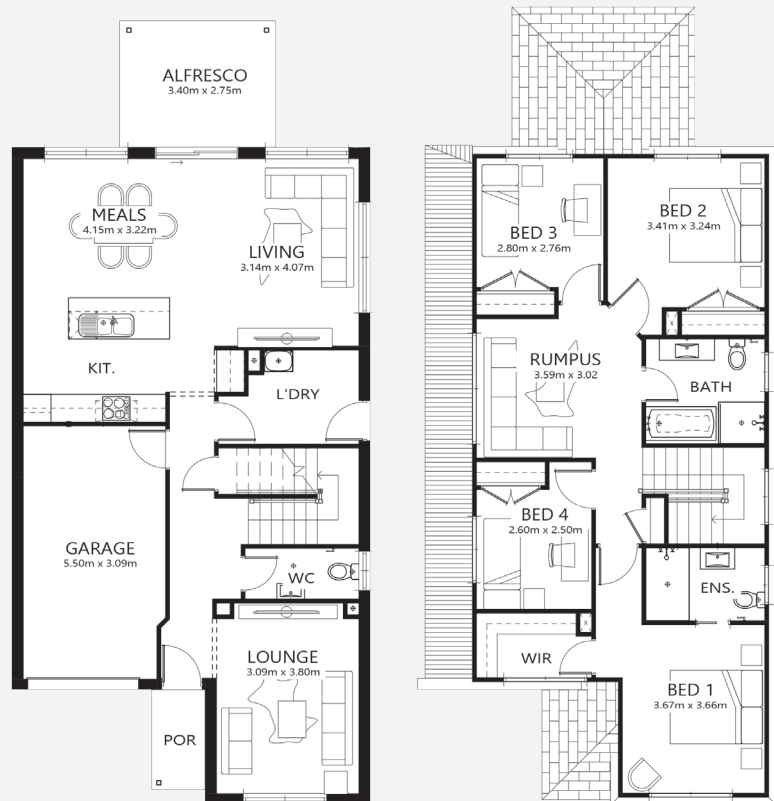 ALFRESCO
3.40m x 2.75m
MEALS
4.15m x 3.22m
LIVING
3.14m x 4.07m
KIT.
L'DRY
GARAGE
5.50m x 3.09m
WC
LOUNGE
3.09m x 3.80m
POR
BED 3
2.80m x 2.76m
BED 2
3.41m x 3.24m
RUMPUS
3.59m x 3.02
BATH
BED 4
2.60m x 2.50m
ENS.
WIR
BED 1
3.67m x 3.66m